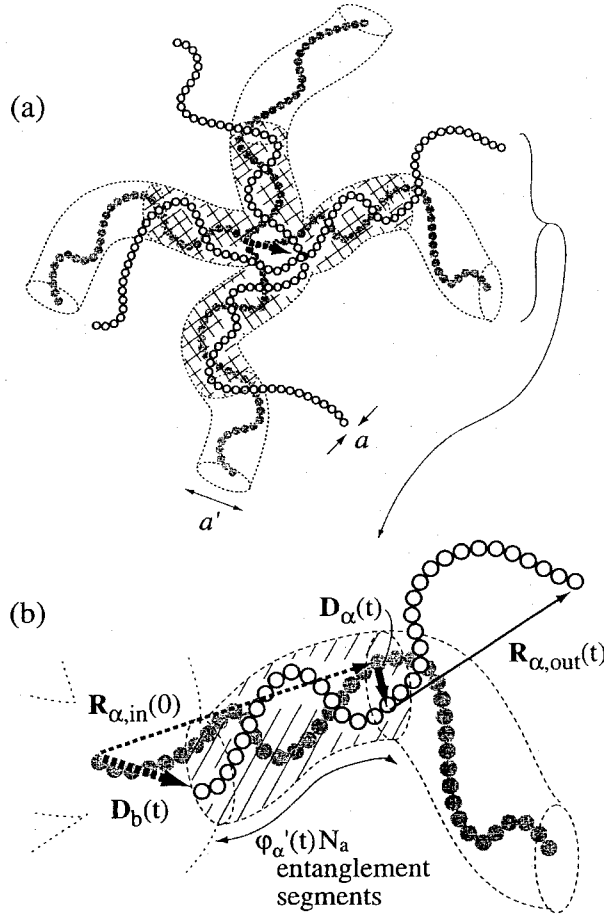 (a)
a
a'
(b)
D_α(t)
R_α,out(t)
R_α,in(0)
D_b(t)
φ_α'(t) N_a
entanglement
segments